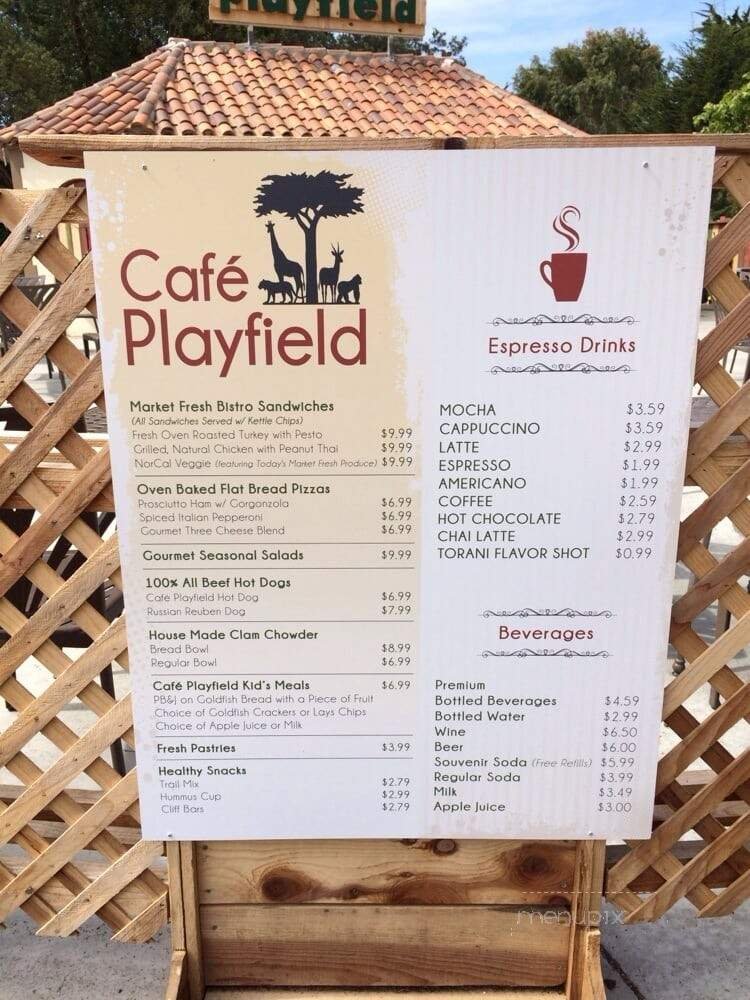 playfield
Café
Playfield
Market Fresh Bistro Sandwiches
(All Sandwiches Served w/ Kettle Chips)
Fresh Oven Roasted Turkey with Pesto $9.99
Grilled, Natural Chicken with Peanut Thai $9.99
NorCal Veggie (featuring Today's Market Fresh Produce) $9.99
Oven Baked Flat Bread Pizzas
Prosciutto Ham w/ Gorgonzola $6.99
Spiced Italian Pepperoni $6.99
Gourmet Three Cheese Blend $6.99
Gourmet Seasonal Salads $9.99
100% All Beef Hot Dogs
Cafe Playfield Hot Dog $6.99
Russian Reuben Dog $7.99
House Made Clam Chowder
Bread Bowl $8.99
Regular Bowl $6.99
Café Playfield Kid's Meals $6.99
PB&J on Goldfish Bread with a Piece of Fruit
Choice of Goldfish Crackers or Lays Chips
Choice of Apple Juice or Milk
Fresh Pastries $3.99
Healthy Snacks
Trail Mix $2.79
Hummus Cup $2.99
Cliff Bars $2.79
Espresso Drinks
MOCHA $3.59
CAPPUCCINO $3.59
LATTE $2.99
ESPRESSO $1.99
AMERICANO $1.99
COFFEE $2.59
HOT CHOCOLATE $2.79
CHAI LATTE $2.99
TORANI FLAVOR SHOT $0.99
Beverages
Premium
Bottled Beverages $4.59
Bottled Water $2.99
Wine $6.50
Beer $6.00
Souvenir Soda (Free Refills) $5.99
Regular Soda $3.99
Milk $3.49
Apple Juice $3.00
menupix